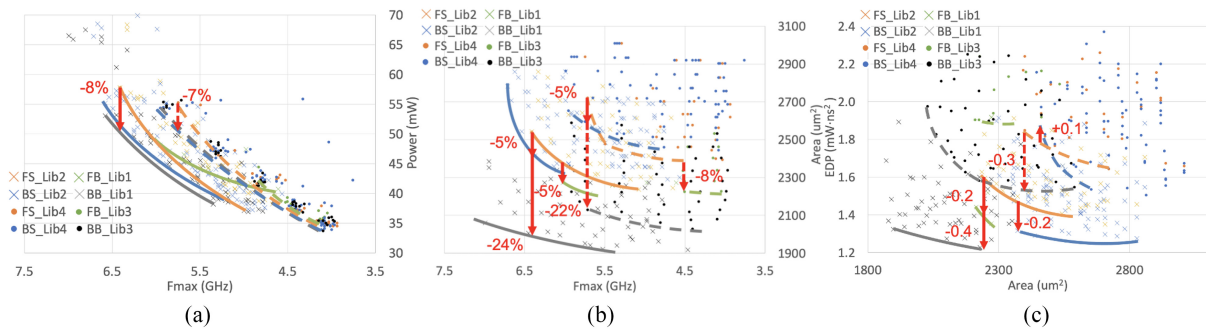 70
65
60
55
50
45
40
35
30
Power (mW)
7.5
6.5
5.5
4.5
3.5
Fmax (GHz)
-8%
-7%
FS_Lib2
FB_Lib1
BS_Lib2
BB_Lib1
FS_Lib4
FB_Lib3
BS_Lib4
BB_Lib3
(a)
FS_Lib2
FB_Lib1
BS_Lib2
BB_Lib1
FS_Lib4
FB_Lib3
BS_Lib4
BB_Lib3
-5%
-5%
-5%
-8%
-22%
-24%
3100
2900
2700
2500
2300
2100
1900
Area (um²)
7.5
6.5
5.5
4.5
3.5
Fmax (GHz)
(b)
2.4
2.2
2.0
1.8
1.6
1.4
1.2
EDP (mW·ns²)
FS_Lib2
FB_Lib1
BS_Lib2
BB_Lib1
FS_Lib4
FB_Lib3
BS_Lib4
BB_Lib3
+0.1
-0.3
-0.2
-0.2
-0.4
1800
2300
2800
Area (um²)
(c)